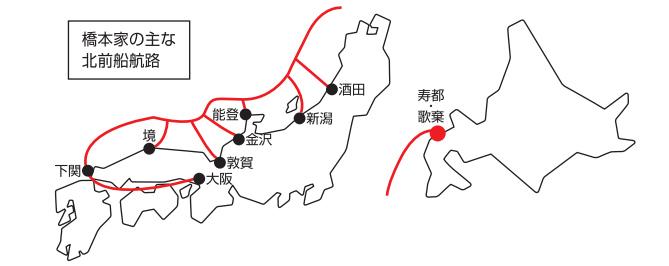 橋本家の主な
北前船航路
酒田
新潟
能登
金沢
敦賀
境
下関
大阪
寿都
・
歌棄